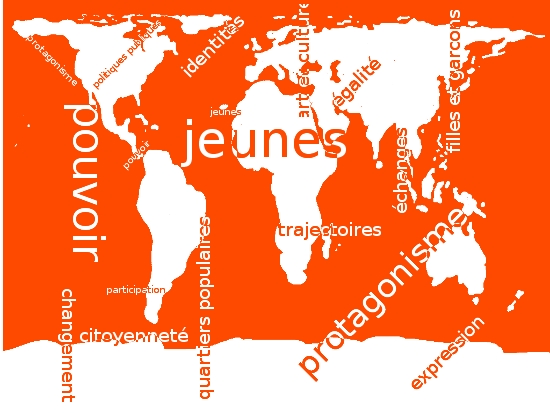 protagonisme
politiques publiques
identités
art et culture
égalité
filles et garçons
jeunes
jeunes
pouvoir
pouvoir
échanges
trajectoires
protagonisme
quartiers populaires
participation
changement
citoyenneté
expression